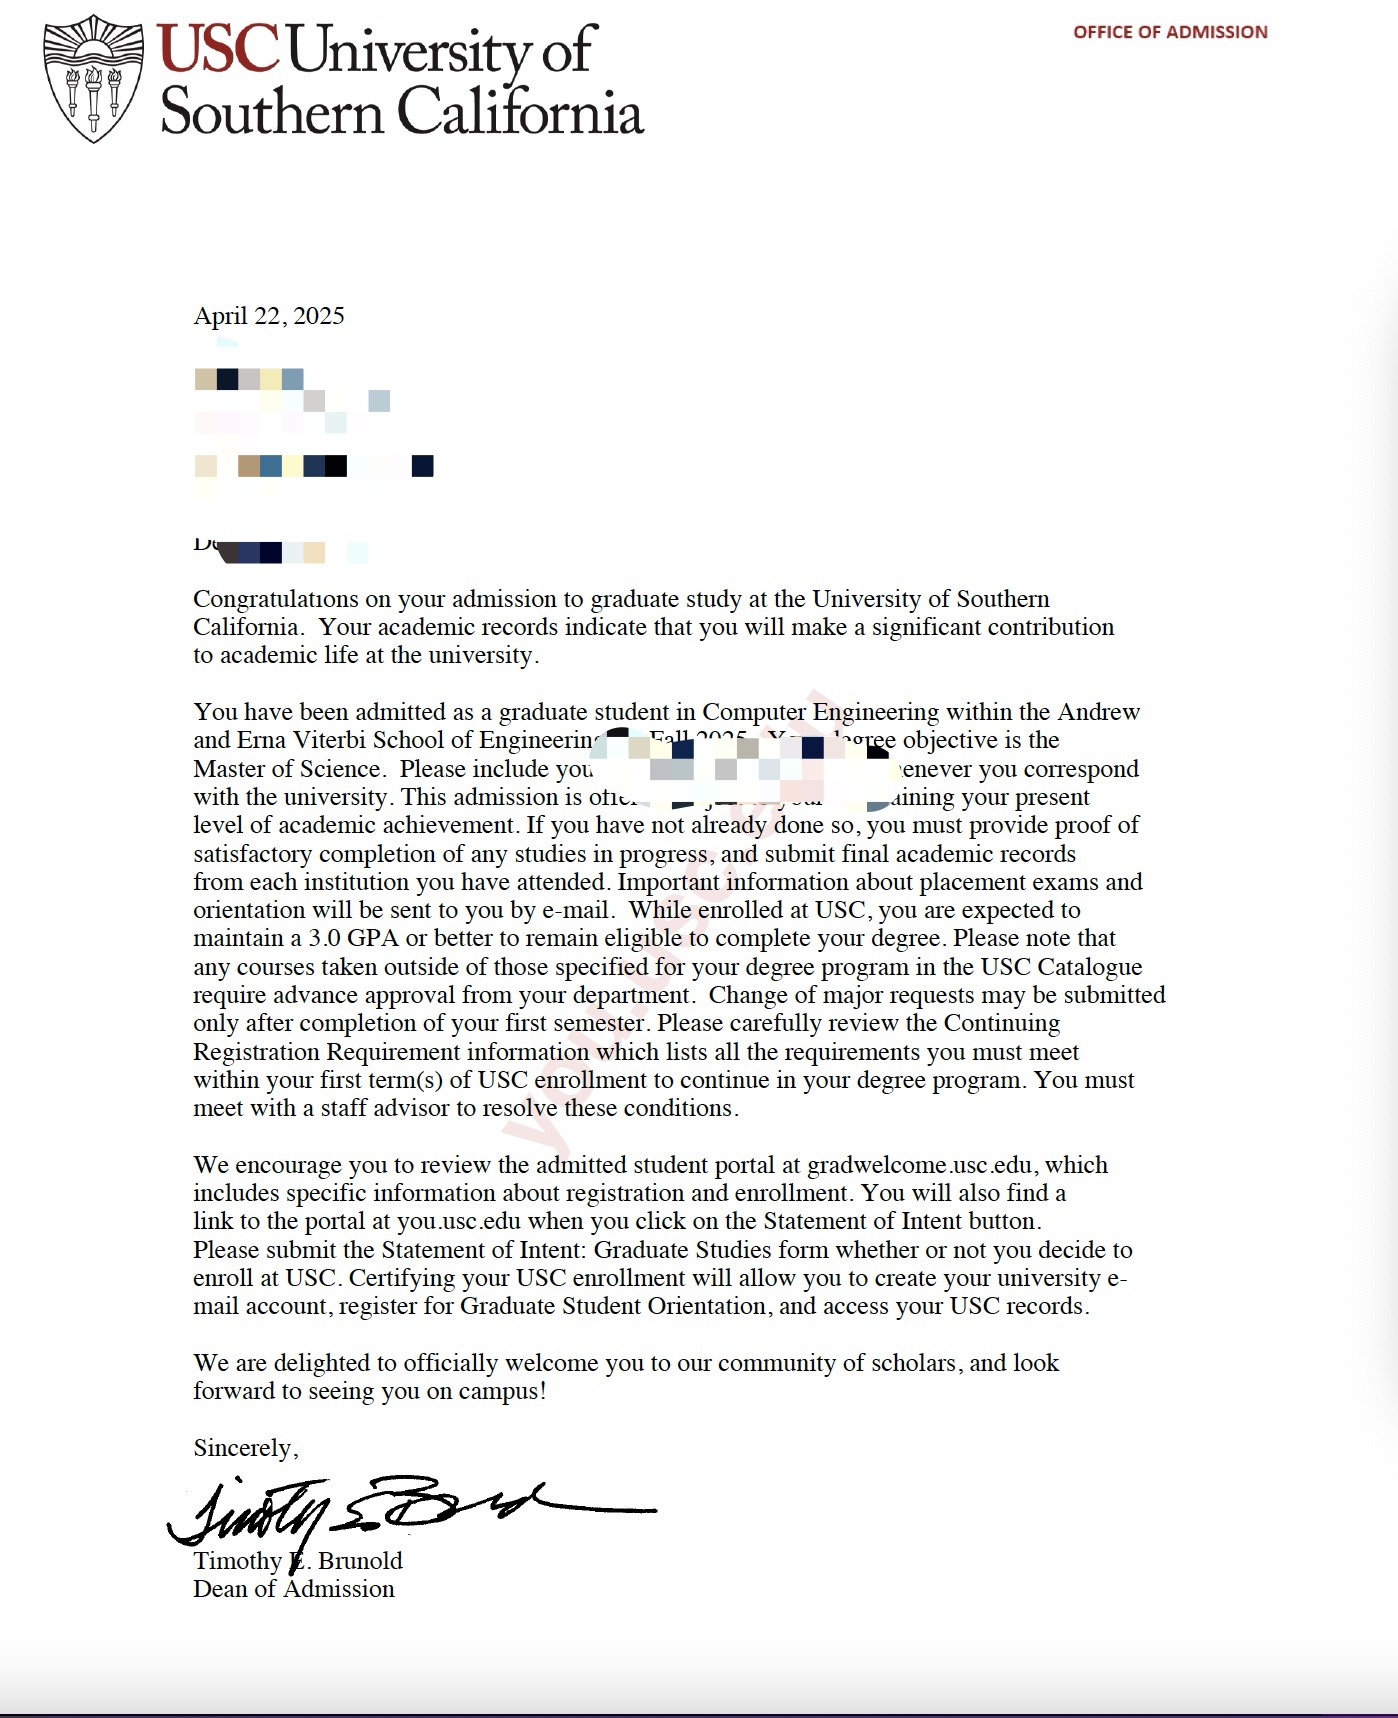 USC University of
Southern California
OFFICE OF ADMISSION
April 22, 2025
Congratulations on your admission to graduate study at the University of Southern
California.  Your academic records indicate that you will make a significant contribution
to academic life at the university.
You have been admitted as a graduate student in Computer Engineering within the Andrew
and Erna Viterbi School of Engineering Fall 2025. degree objective is the
Master of Science.  Please include you correspond
with the university. This admission is your present
level of academic achievement. If you have not already done so, you must provide proof of
satisfactory completion of any studies in progress, and submit final academic records
from each institution you have attended. Important information about placement exams and
orientation will be sent to you by e-mail.  While enrolled at USC, you are expected to
maintain a 3.0 GPA or better to remain eligible to complete your degree. Please note that
any courses taken outside of those specified for your degree program in the USC Catalogue
require advance approval from your department.  Change of major requests may be submitted
only after completion of your first semester. Please carefully review the Continuing
Registration Requirement information which lists all the requirements you must meet
within your first term(s) of USC enrollment to continue in your degree program. You must
meet with a staff advisor to resolve these conditions.
We encourage you to review the admitted student portal at gradwelcome.usc.edu, which
includes specific information about registration and enrollment. You will also find a
link to the portal at you.usc.edu when you click on the Statement of Intent button.
Please submit the Statement of Intent: Graduate Studies form whether or not you decide to
enroll at USC. Certifying your USC enrollment will allow you to create your university e-
mail account, register for Graduate Student Orientation, and access your USC records.
We are delighted to officially welcome you to our community of scholars, and look
forward to seeing you on campus!
Sincerely,
Timothy E. Brunold
Timothy E. Brunold
Dean of Admission
you.usc.edu